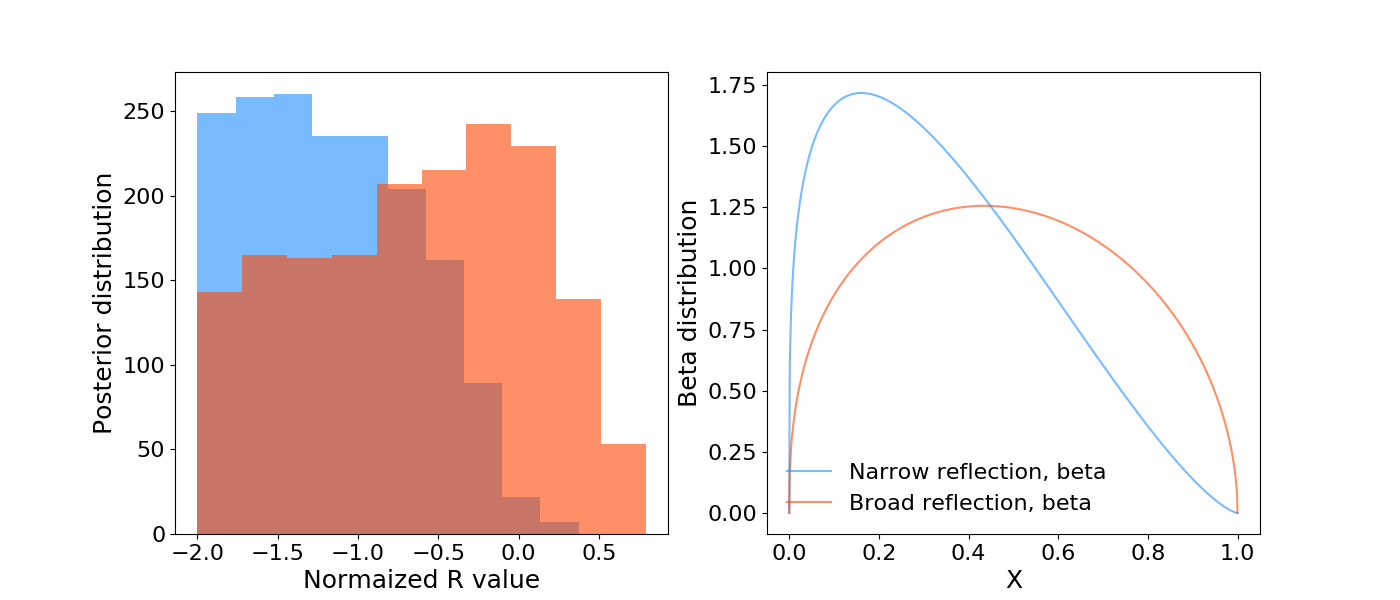 Posterior distribution
250
200
150
100
50
0
−2.0 −1.5 −1.0 −0.5 0.0 0.5
Normaized R value
Beta distribution
1.75
1.50
1.25
1.00
0.75
0.50
0.25
0.00
Narrow reflection, beta
Broad reflection, beta
0.0 0.2 0.4 0.6 0.8 1.0
X